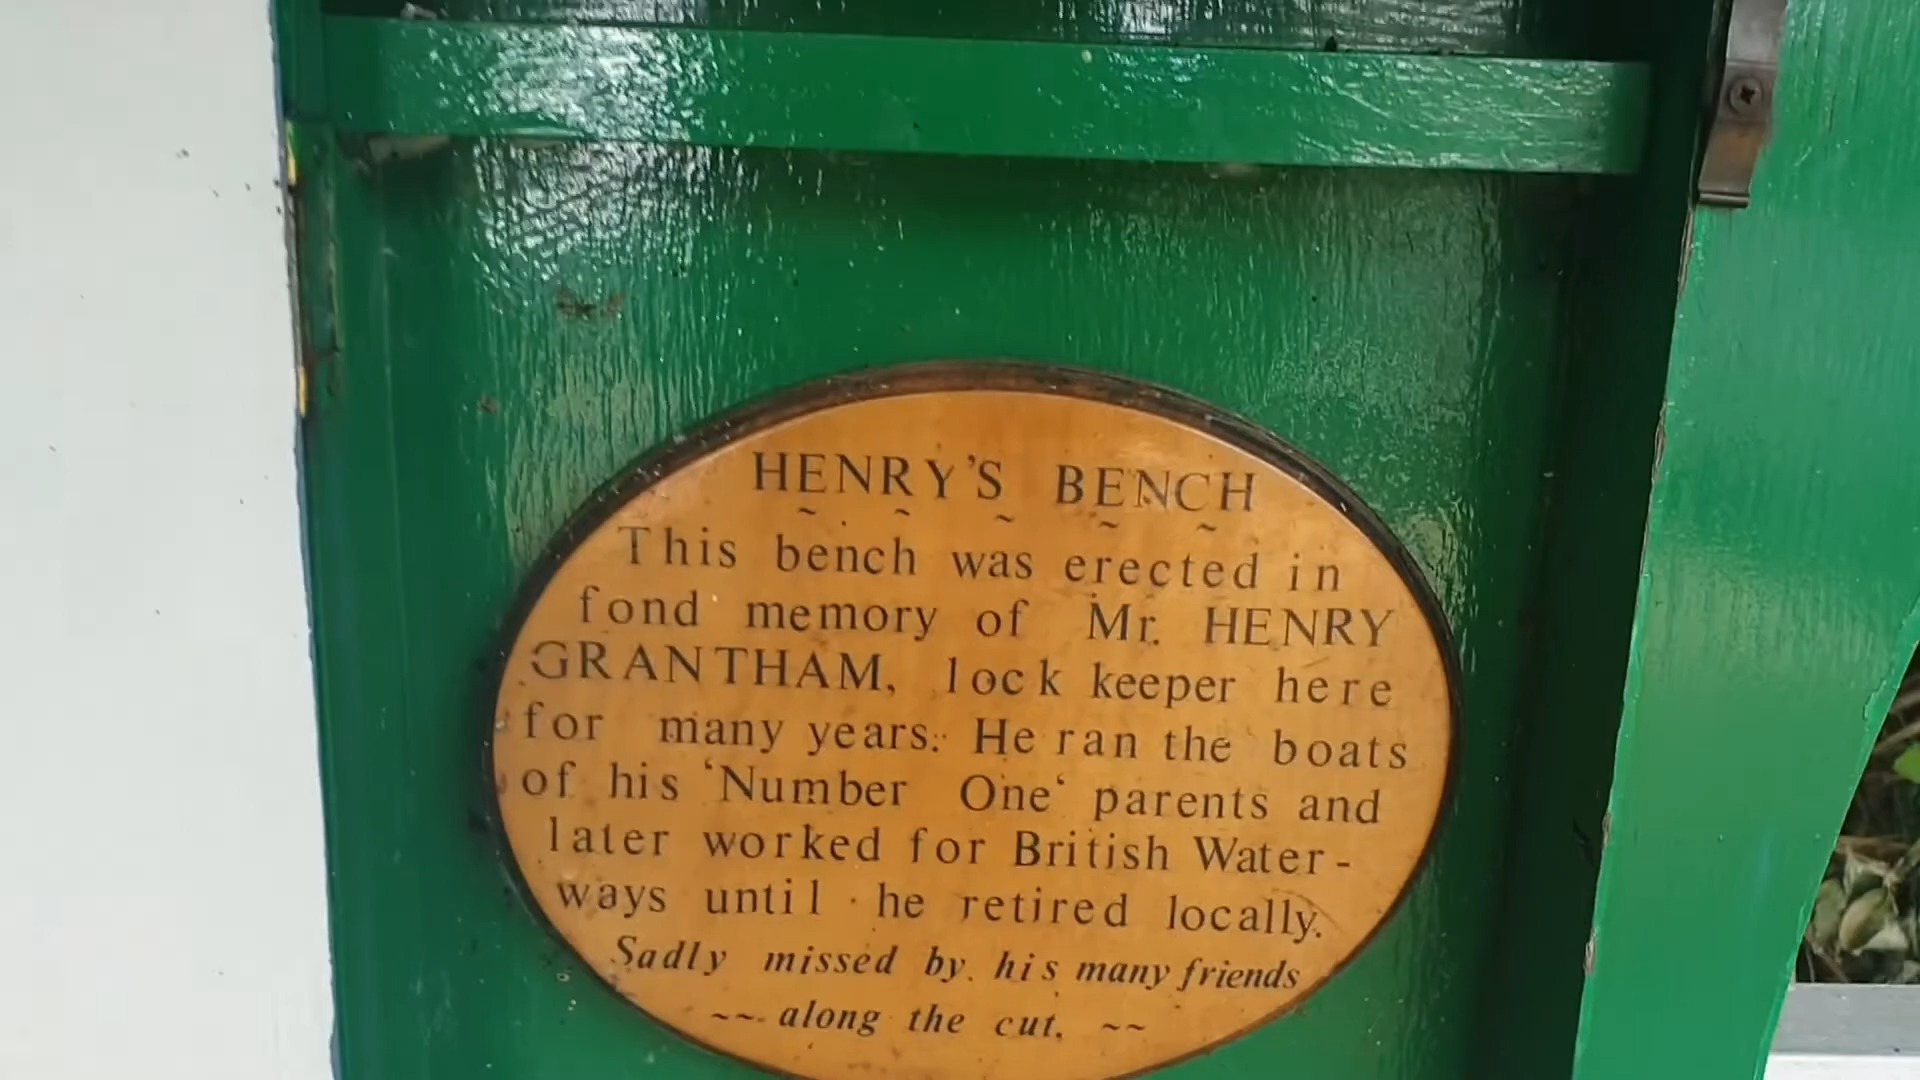 HENRY'S BENCH
~ ~ ~ ~ ~
This bench was erected in
fond memory of Mr. HENRY
GRANTHAM, lock keeper here
for many years. He ran the boats
of his ‘Number One‘ parents and
later worked for British Water-
ways until he retired locally.
Sadly missed by his many friends
~~ along the cut. ~~